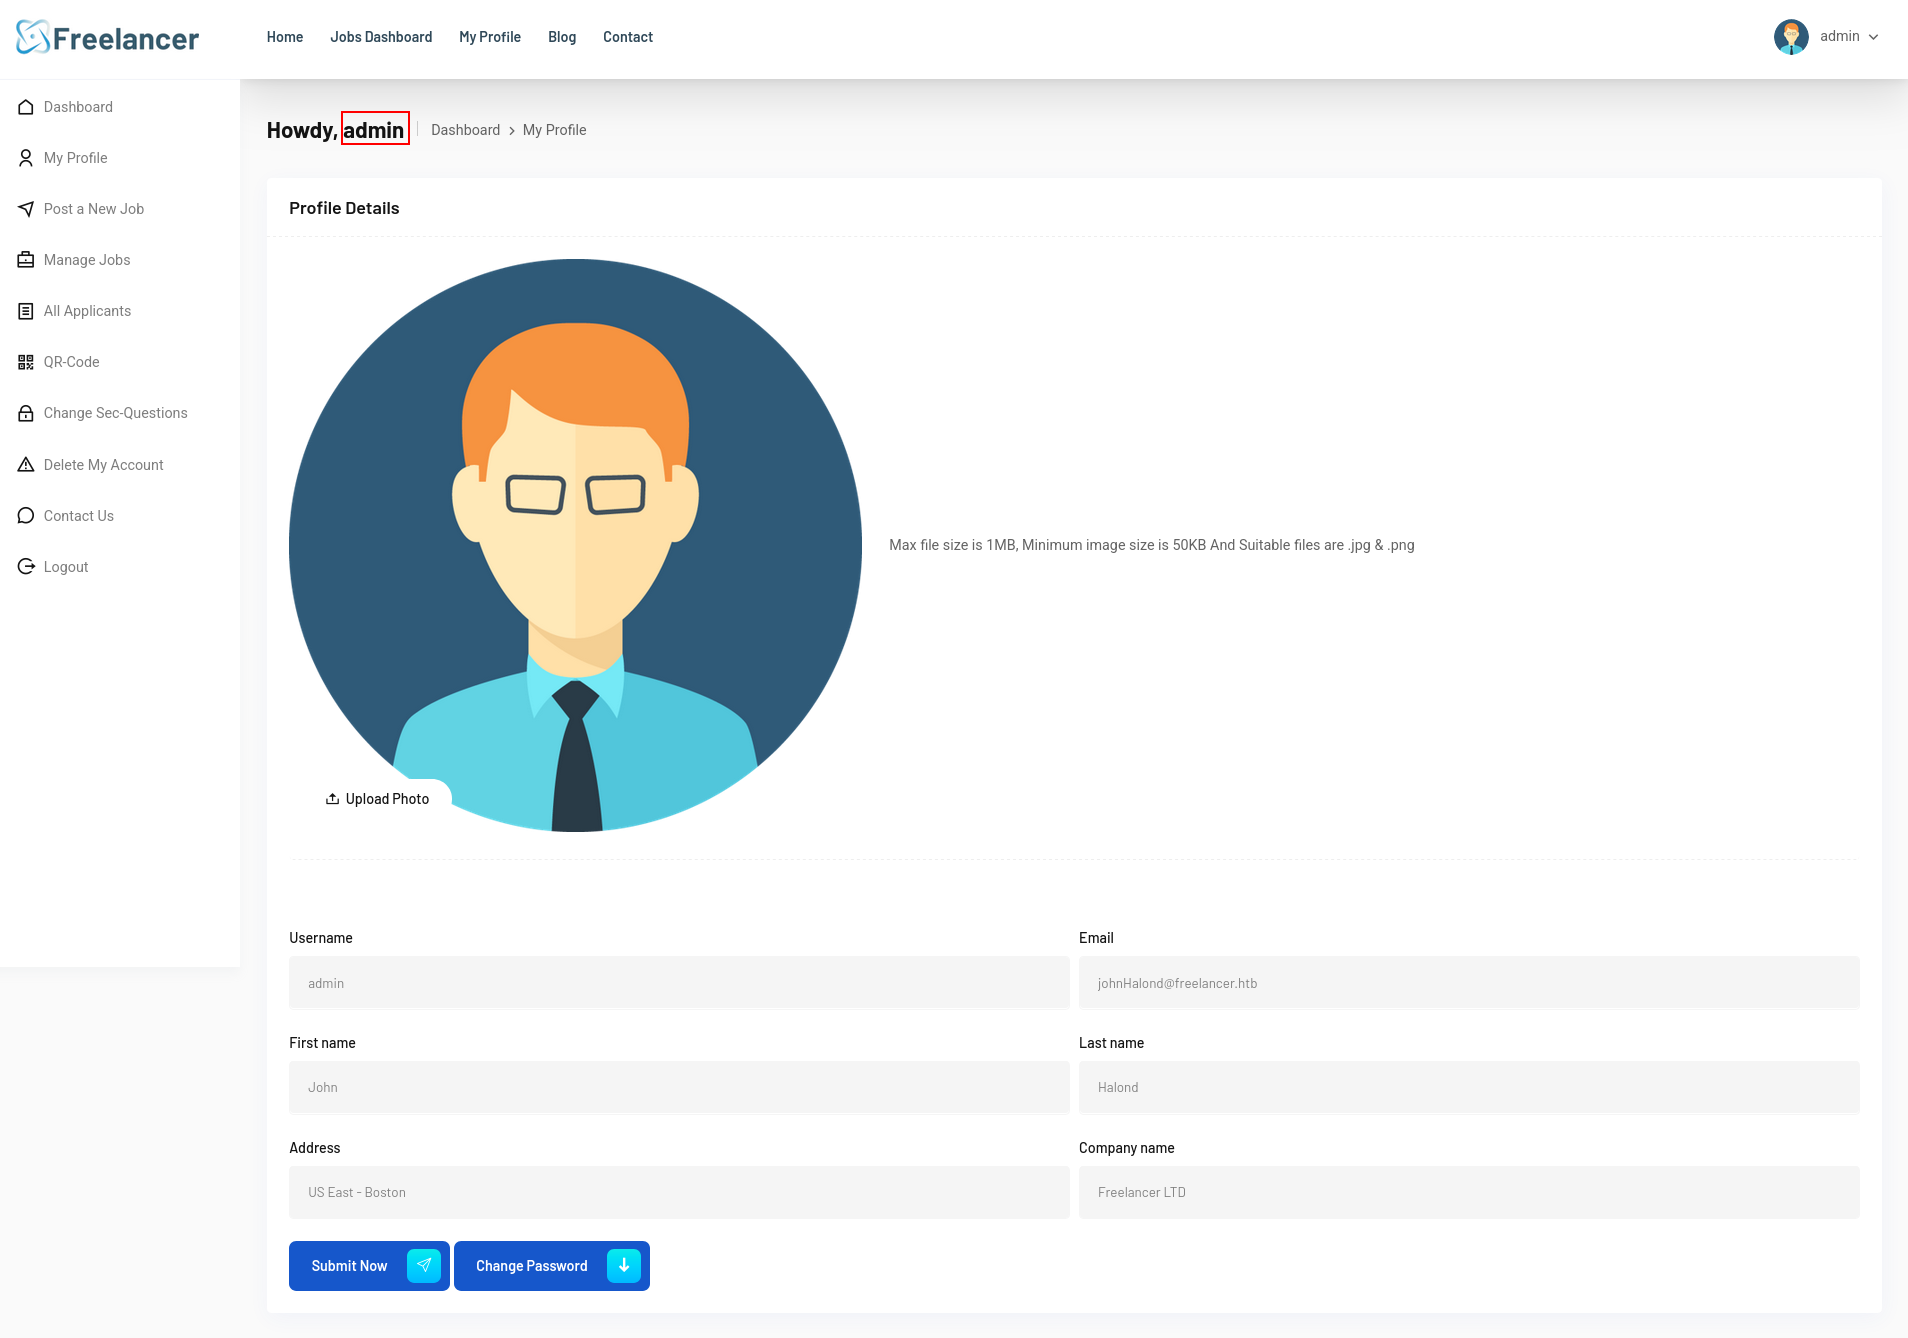 Freelancer
Home Jobs Dashboard My Profile Blog Contact
admin
Dashboard
My Profile
Post a New Job
Manage Jobs
All Applicants
QR-Code
Change Sec-Questions
Delete My Account
Contact Us
Logout
Howdy, admin
Dashboard > My Profile
Profile Details
Max file size is 1MB, Minimum image size is 50KB And Suitable files are .jpg & .png
Upload Photo
Username
admin
Email
johHalond@freelancer.htb
First name
John
Last name
Halond
Address
US East - Boston
Company name
Freelancer LTD
Submit Now
Change Password